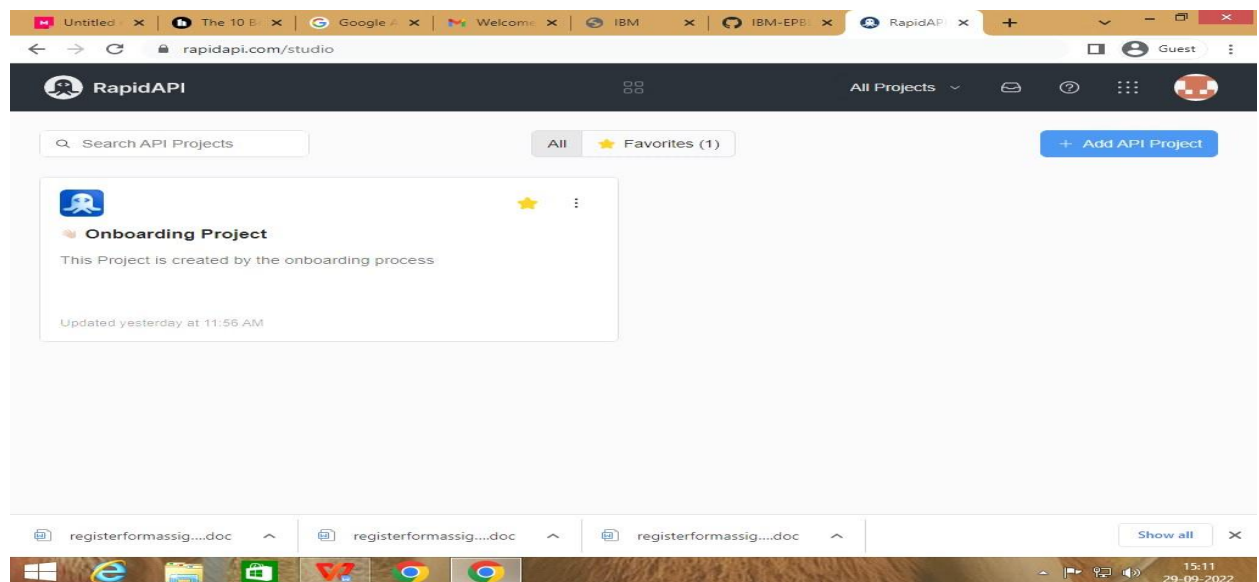 Untitled
The 10 B
Google A
Welcome
IBM
IBM-EPB
RapidAP
rapidapi.com/studio
Guest
RapidAPI
All Projects
Search API Projects
All
Favorites (1)
+ Add API Project
Onboarding Project
This Project is created by the onboarding process
Updated yesterday at 11:56 AM
registerformassig....doc
registerformassig....doc
registerformassig....doc
Show all
15:11
29-09-2022